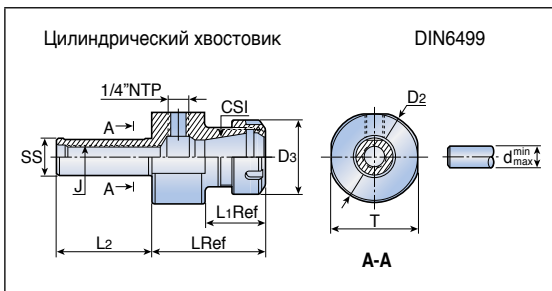 Цилиндрический хвостовик
DIN6499
1/4"NTP
A
CSI
D2
SS
D3
d min max
J
A
L1Ref
L2
LRef
T
A-A